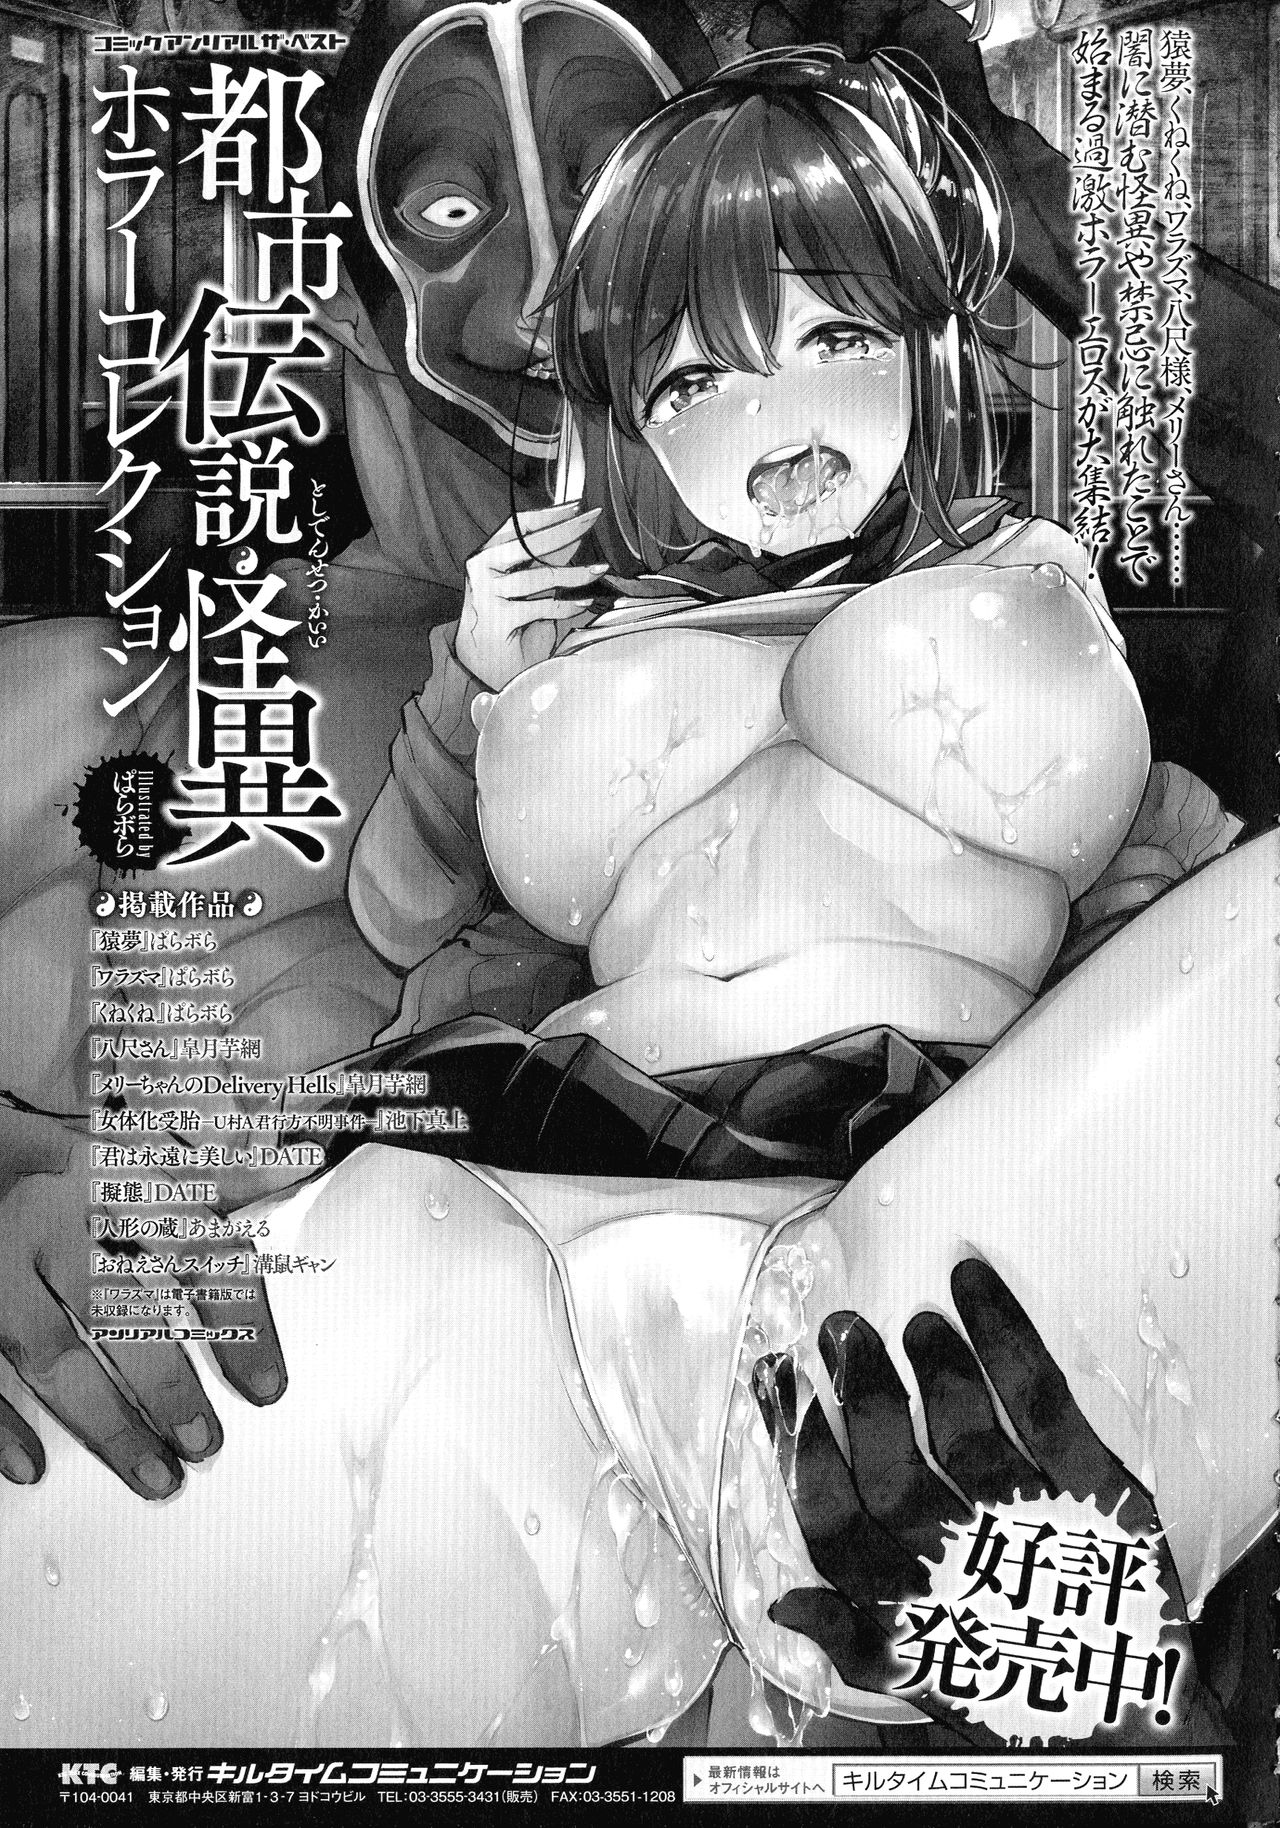 猿夢、くねくね、ワラズマ、八尺様、メリーさん……
闇に潜む怪異や禁忌に触れたことで
始まる過激ホラーエロスが大集結！
コミックアンリアルザ・ベスト
都市伝説・怪異
としでんせつ・かいい
ホラーコレクション
Illustrated by
ぱらボら
掲載作品
『猿夢』ぱらボら
『ワラズマ』ぱらボら
『くねくね』ぱらボら
『八尺さん』皐月芋網
『メリーちゃんのDelivery Hells』皐月芋網
『女体化受胎―U村A君行方不明事件―』池下真上
『君は永遠に美しい』DATE
『擬態』DATE
『人形の蔵』あまがえる
『おねえさんスイッチ』溝鼠ギャン
※『ワラズマ』は電子書籍版では
未収録になります。
アンリアルコミックス
好評
発売中！
KTC 編集・発行 キルタイムコミュニケーション
〒104-0041 東京都中央区新富1-3-7 ヨドコウビル TEL:03-3555-3431(販売) FAX:03-3551-1208
最新情報は
オフィシャルサイトへ
キルタイムコミュニケーション 検索